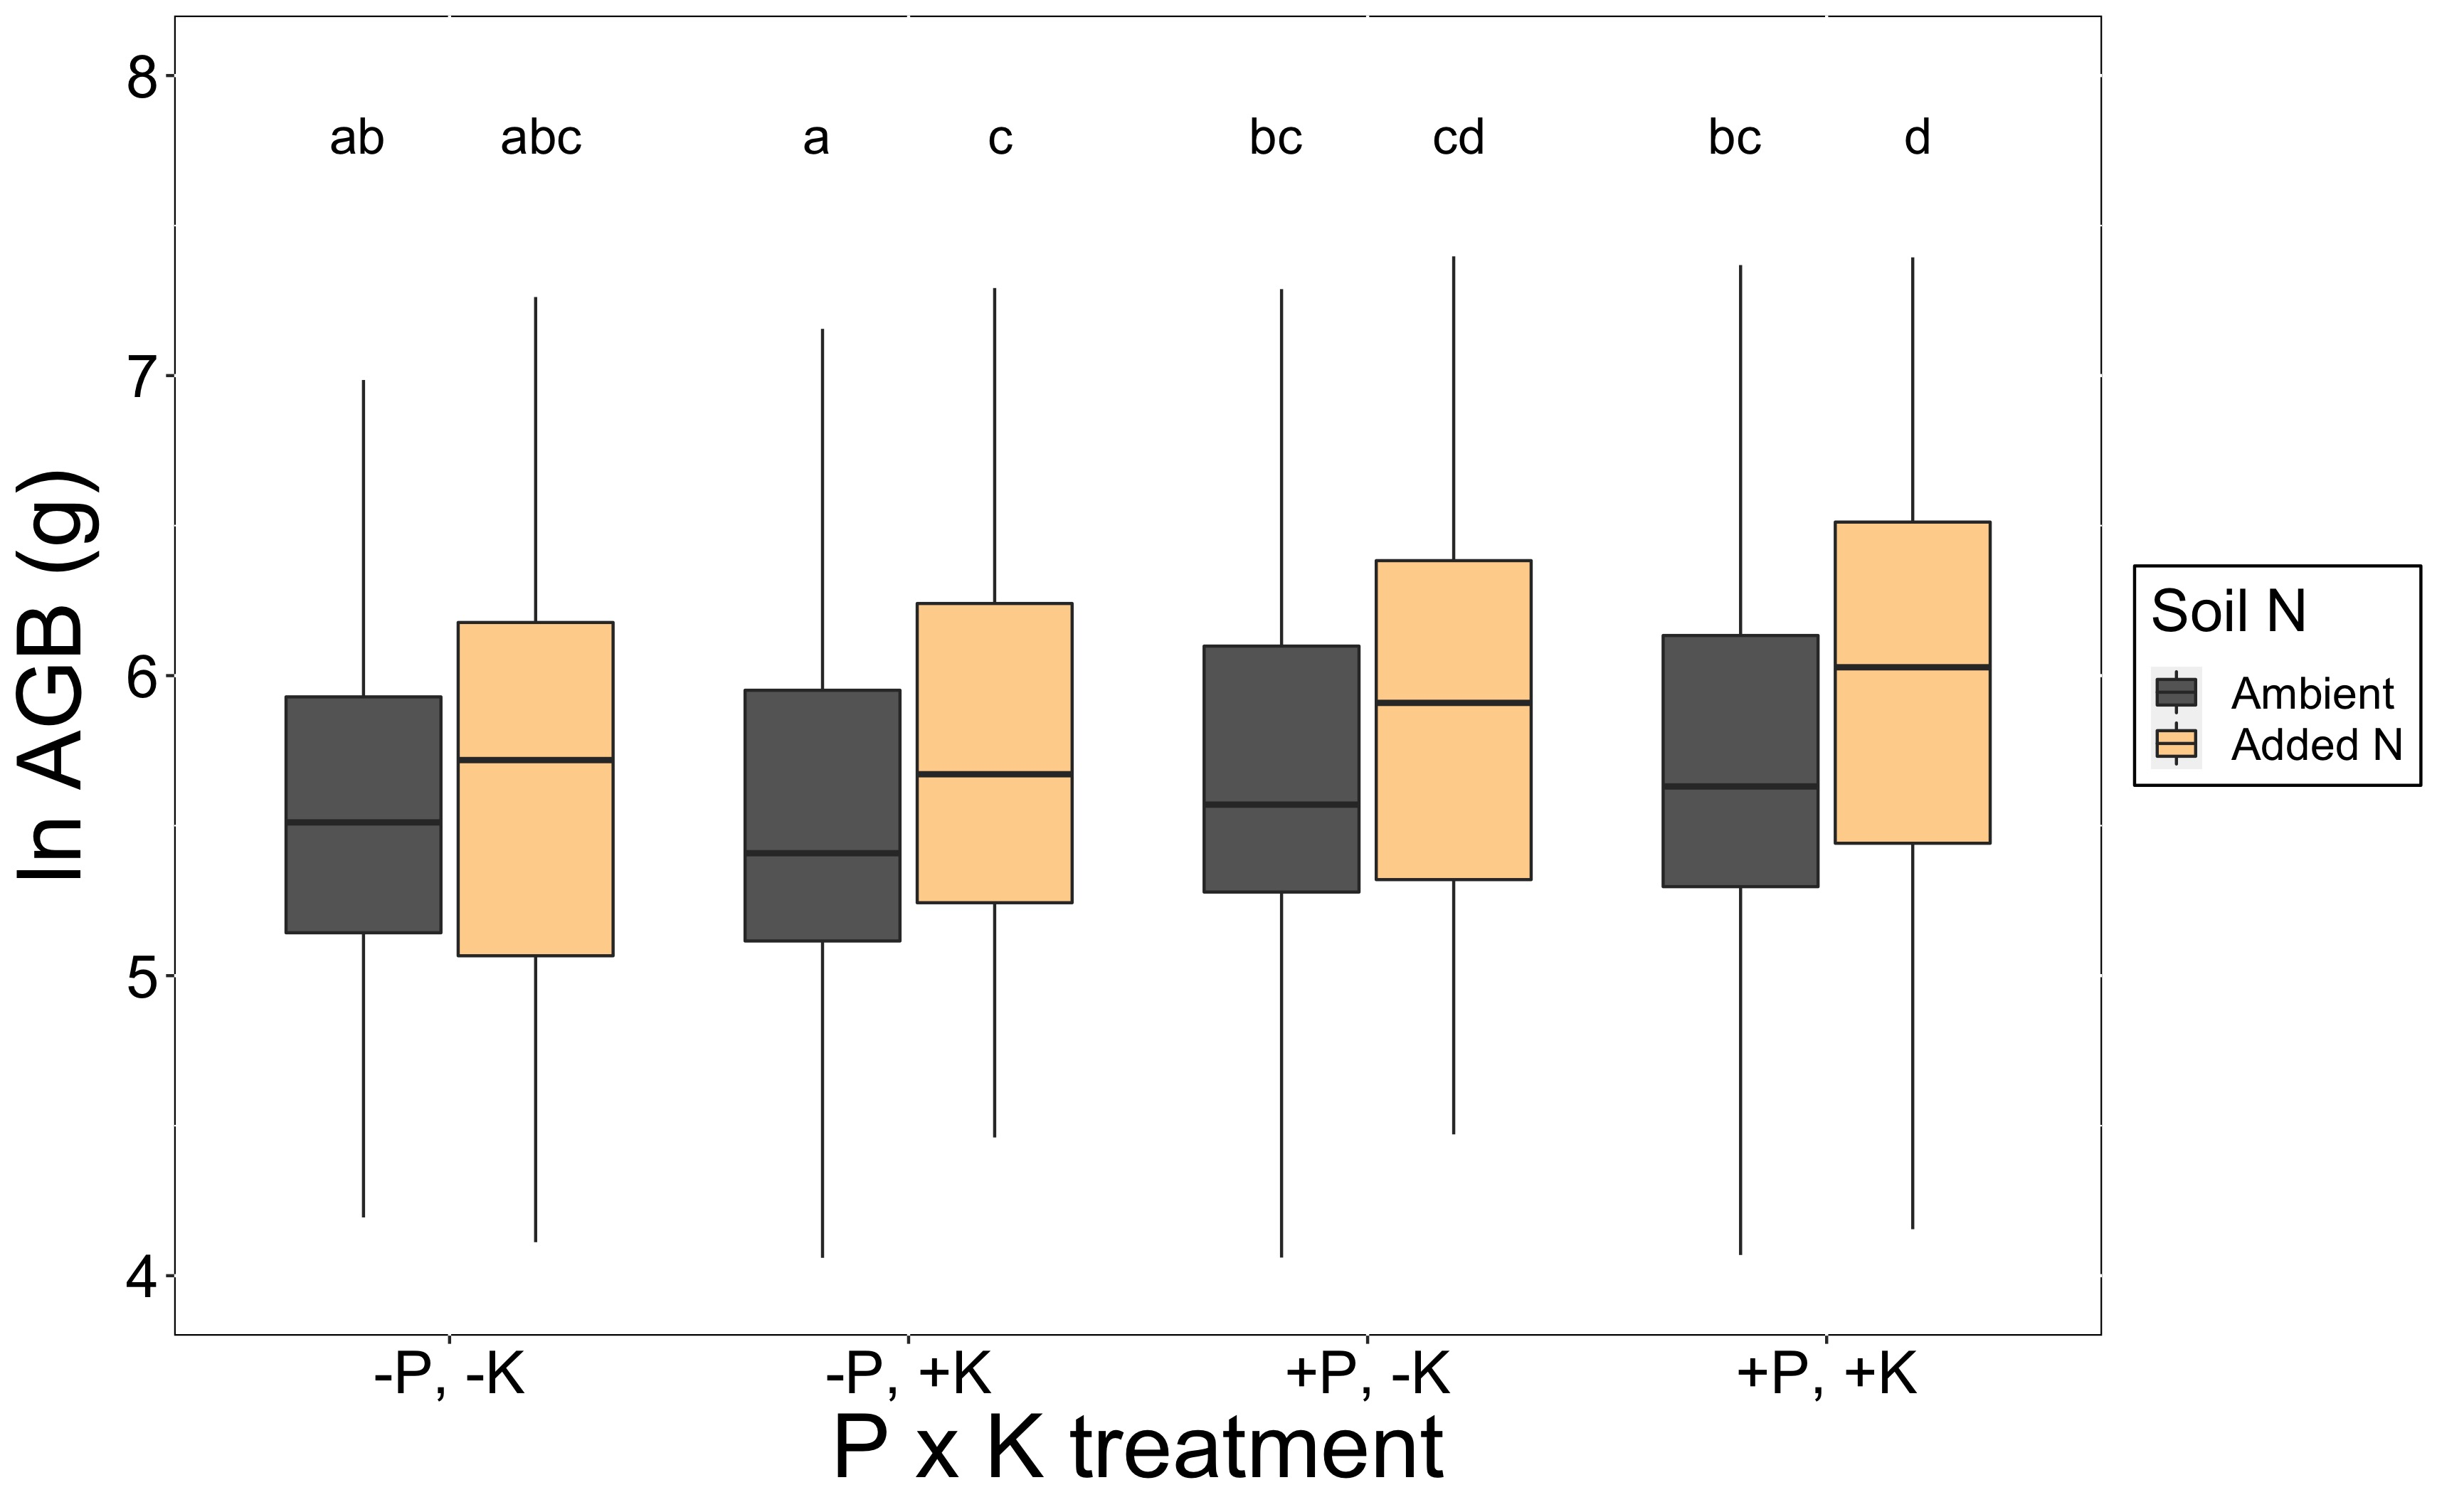 ln AGB (g)
8
7
6
5
4
ab abc a c bc cd bc d
-P, -K -P, +K +P, -K +P, +K
P x K treatment
Soil N
Ambient
Added N